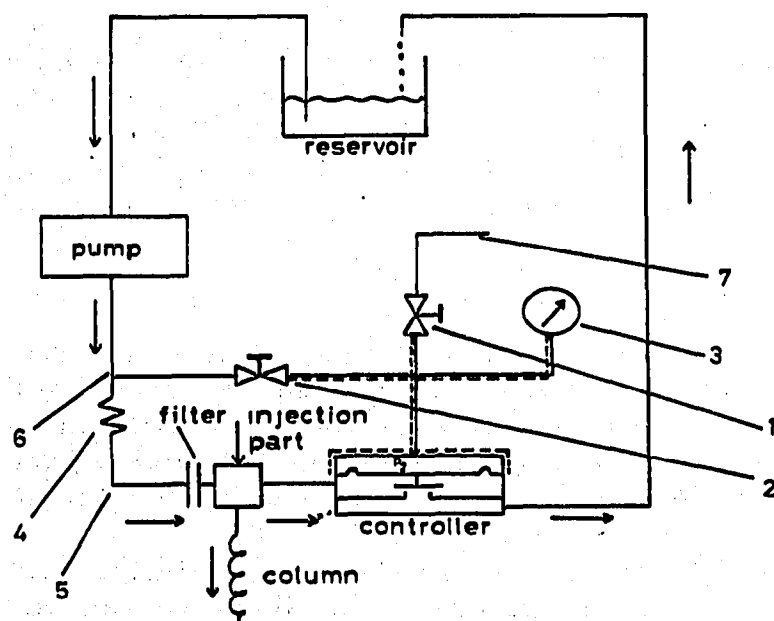 reservoir
pump
7
3
1
6
filter injection
part
4
2
controller
5
column